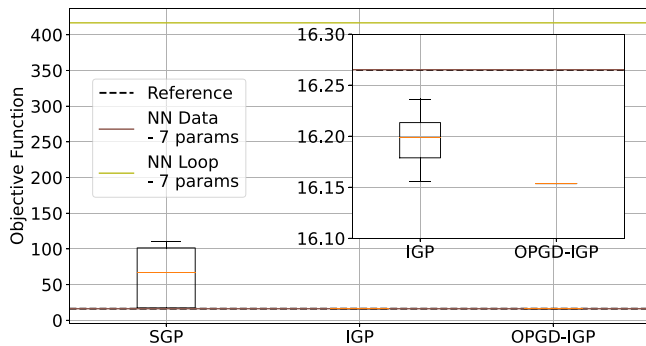 Objective Function
400
350
300
250
200
150
100
50
0
Reference
NN Data
- 7 params
NN Loop
- 7 params
16.30
16.25
16.20
16.15
16.10
IGP
OPGD-IGP
SGP
IGP
OPGD-IGP